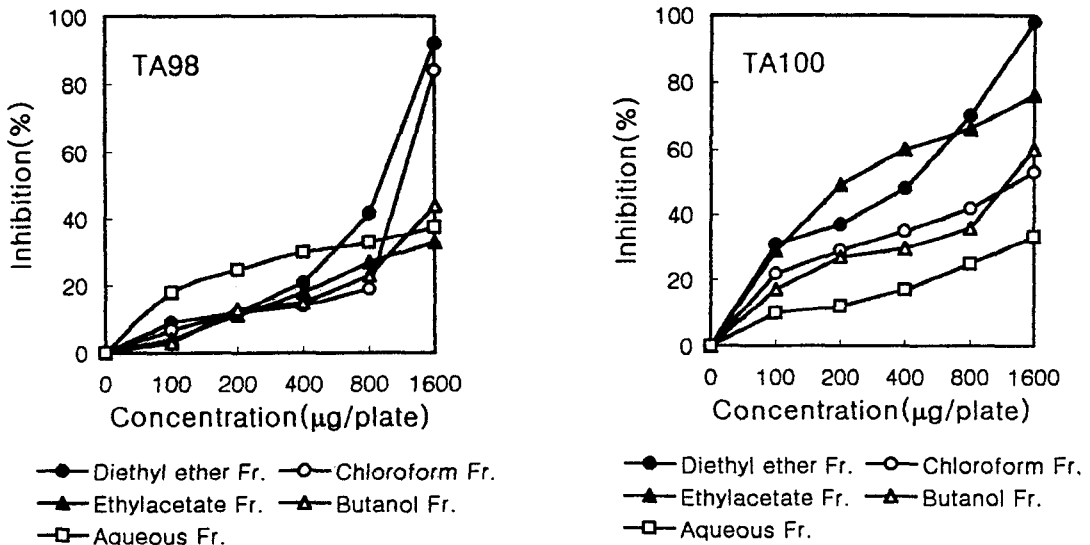 TA98
Inhibition(%)
100
80
60
40
20
0
0 100 200 400 800 1600
Concentration(μg/plate)
Diethyl ether Fr. Chloroform Fr.
Ethylacetate Fr. Butanol Fr.
Aqueous Fr.
TA100
Inhibition(%)
100
80
60
40
20
0
0 100 200 400 800 1600
Concentration(μg/plate)
Diethyl ether Fr. Chloroform Fr.
Ethylacetate Fr. Butanol Fr.
Aqueous Fr.